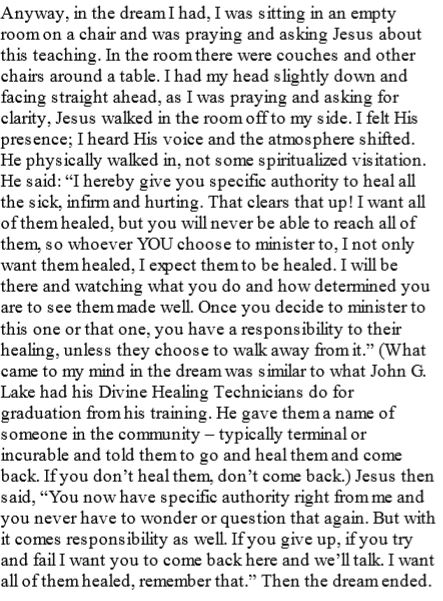 Anyway, in the dream I had, I was sitting in an empty
room on a chair and was praying and asking Jesus about
this teaching. In the room there were couches and other
chairs around a table. I had my head slightly down and
facing straight ahead, as I was praying and asking for
clarity, Jesus walked in the room off to my side. I felt His
presence; I heard His voice and the atmosphere shifted.
He physically walked in, not some spiritualized visitation.
He said: “I hereby give you specific authority to heal all
the sick, infirm and hurting. That clears that up! I want all
of them healed, but you will never be able to reach all of
them, so whoever YOU choose to minister to, I not only
want them healed, I expect them to be healed. I will be
there and watching what you do and how determined you
are to see them made well. Once you decide to minister to
this one or that one, you have a responsibility to their
healing, unless they choose to walk away from it.” (What
came to my mind in the dream was similar to what John G.
Lake had his Divine Healing Technicians do for
graduation from his training. He gave them a name of
someone in the community – typically terminal or
incurable and told them to go and heal them and come
back. If you don’t heal them, don’t come back.) Jesus then
said, “You now have specific authority right from me and
you never have to wonder or question that again. But with
it comes responsibility as well. If you give up, if you try
and fail I want you to come back here and we’ll talk. I want
all of them healed, remember that.” Then the dream ended.